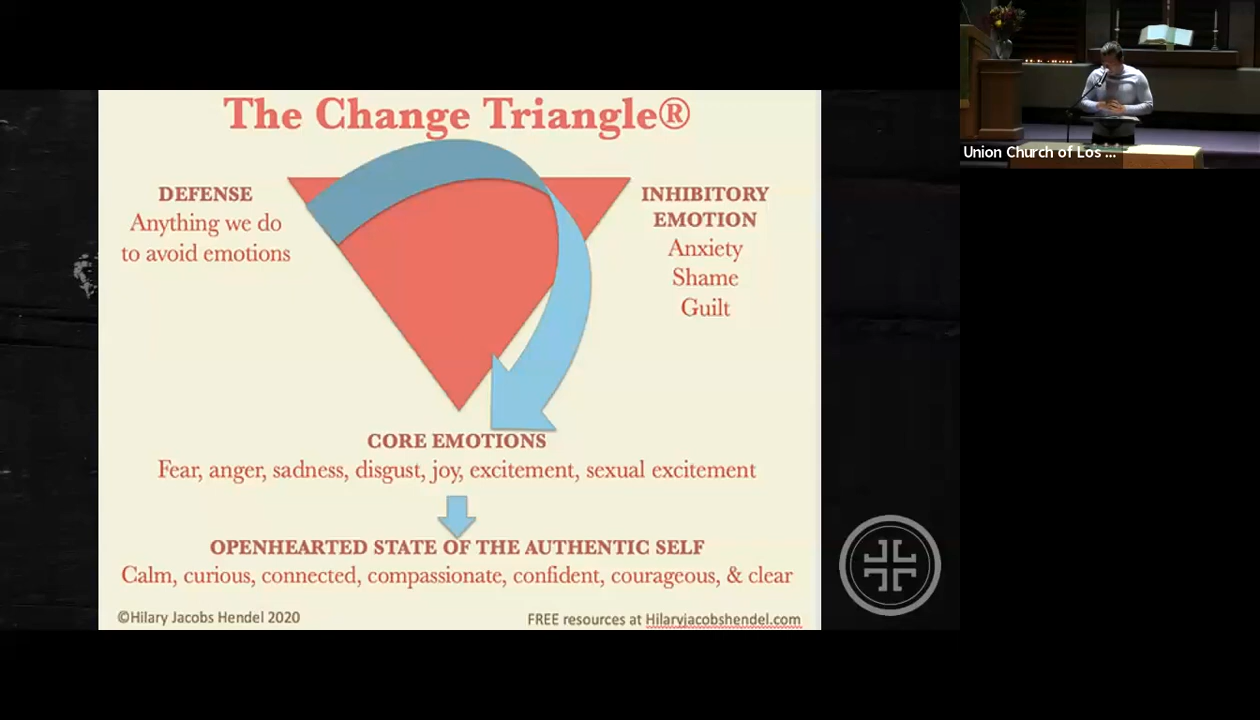 The Change Triangle®
DEFENSE
Anything we do
to avoid emotions
INHIBITORY
EMOTION
Anxiety
Shame
Guilt
CORE EMOTIONS
Fear, anger, sadness, disgust, joy, excitement, sexual excitement
OPENHEARTED STATE OF THE AUTHENTIC SELF
Calm, curious, connected, compassionate, confident, courageous, & clear
©Hilary Jacobs Hendel 2020
FREE resources at Hilaryjacobshendel.com
Union Church of Los ...